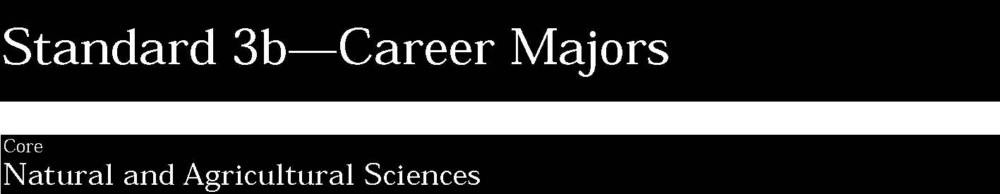 Standard 3b—Career Majors
Core
Natural and Agricultural Sciences